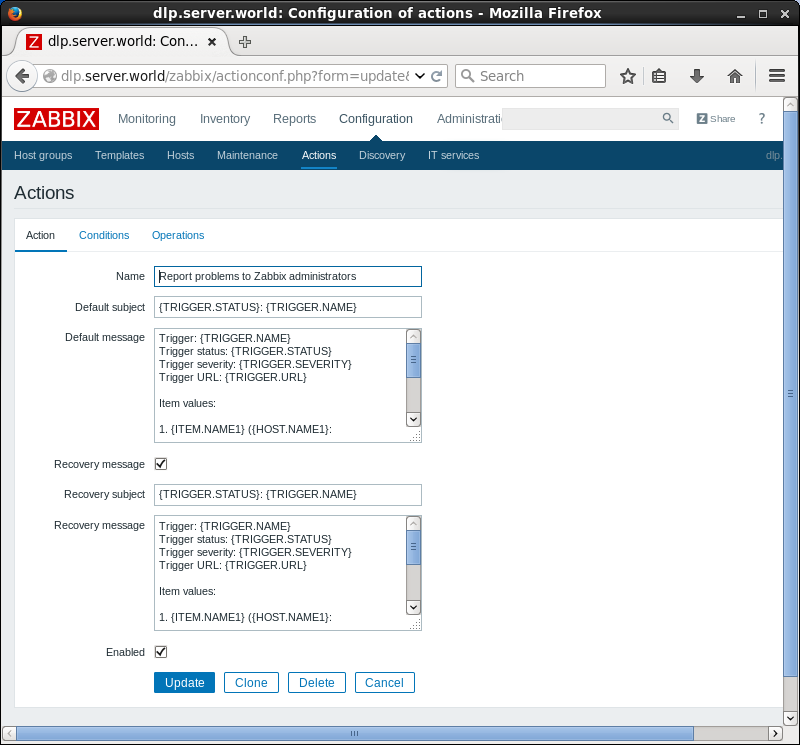 dlp.server.world: Configuration of actions - Mozilla Firefox
dlp.server.world: Con...
dlp.server.world/zabbix/actionconf.php?form=update&
Search
ZABBIX Monitoring Inventory Reports Configuration Administrati Z Share ?
Host groups Templates Hosts Maintenance Actions Discovery IT services dlp.
Actions
Action Conditions Operations
Name Report problems to Zabbix administrators
Default subject {TRIGGER.STATUS}: {TRIGGER.NAME}
Default message Trigger: {TRIGGER.NAME}
Trigger status: {TRIGGER.STATUS}
Trigger severity: {TRIGGER.SEVERITY}
Trigger URL: {TRIGGER.URL}
Item values:
1. {ITEM.NAME1} ({HOST.NAME1}:
Recovery message
Recovery subject {TRIGGER.STATUS}: {TRIGGER.NAME}
Recovery message Trigger: {TRIGGER.NAME}
Trigger status: {TRIGGER.STATUS}
Trigger severity: {TRIGGER.SEVERITY}
Trigger URL: {TRIGGER.URL}
Item values:
1. {ITEM.NAME1} ({HOST.NAME1}:
Enabled
Update Clone Delete Cancel